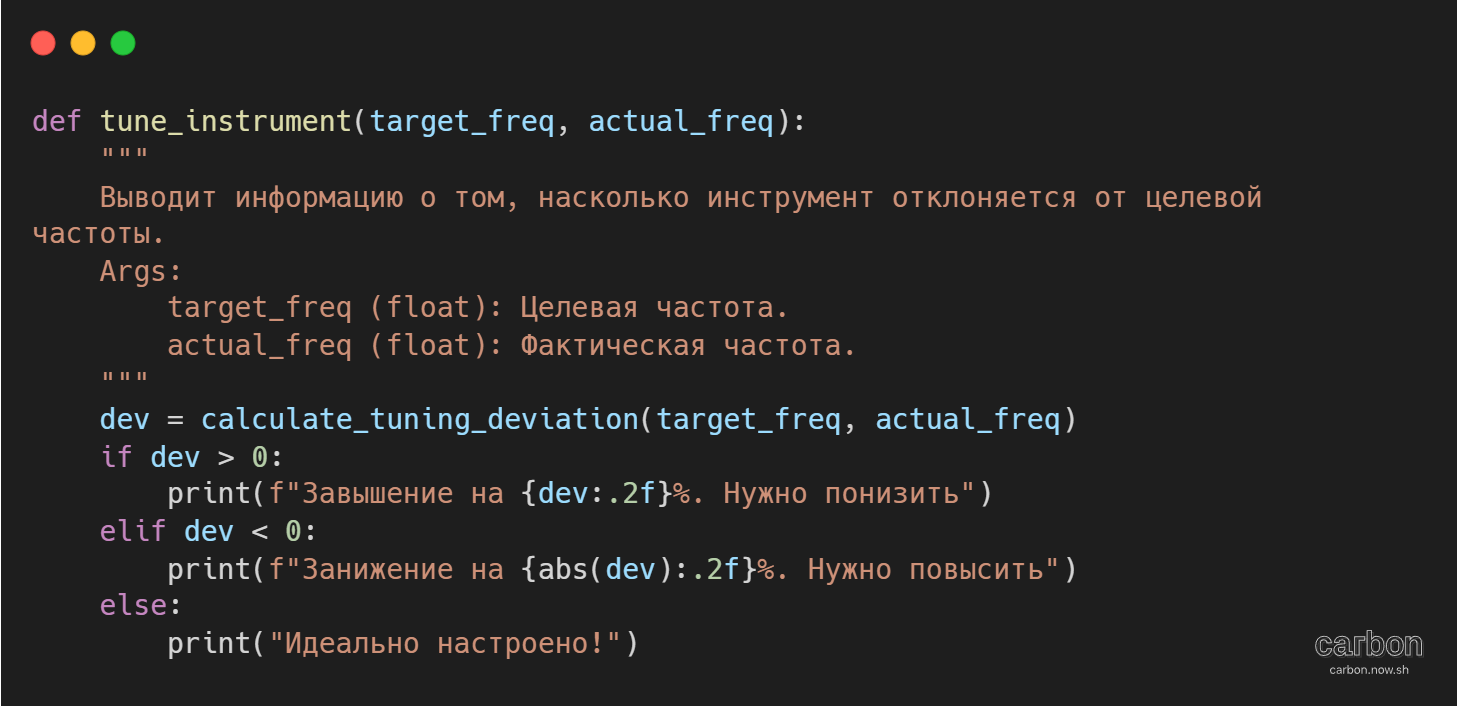 def tune_instrument(target_freq, actual_freq):
    """
    Выводит информацию о том, насколько инструмент отклоняется от целевой
частоты.
    Args:
        target_freq (float): Целевая частота.
        actual_freq (float): Фактическая частота.
    """
    dev = calculate_tuning_deviation(target_freq, actual_freq)
    if dev > 0:
        print(f"Завышение на {dev:.2f}%. Нужно понизить")
    elif dev < 0:
        print(f"Занижение на {abs(dev):.2f}%. Нужно повысить")
    else:
        print("Идеально настроено!")
carbon
carbon.now.sh